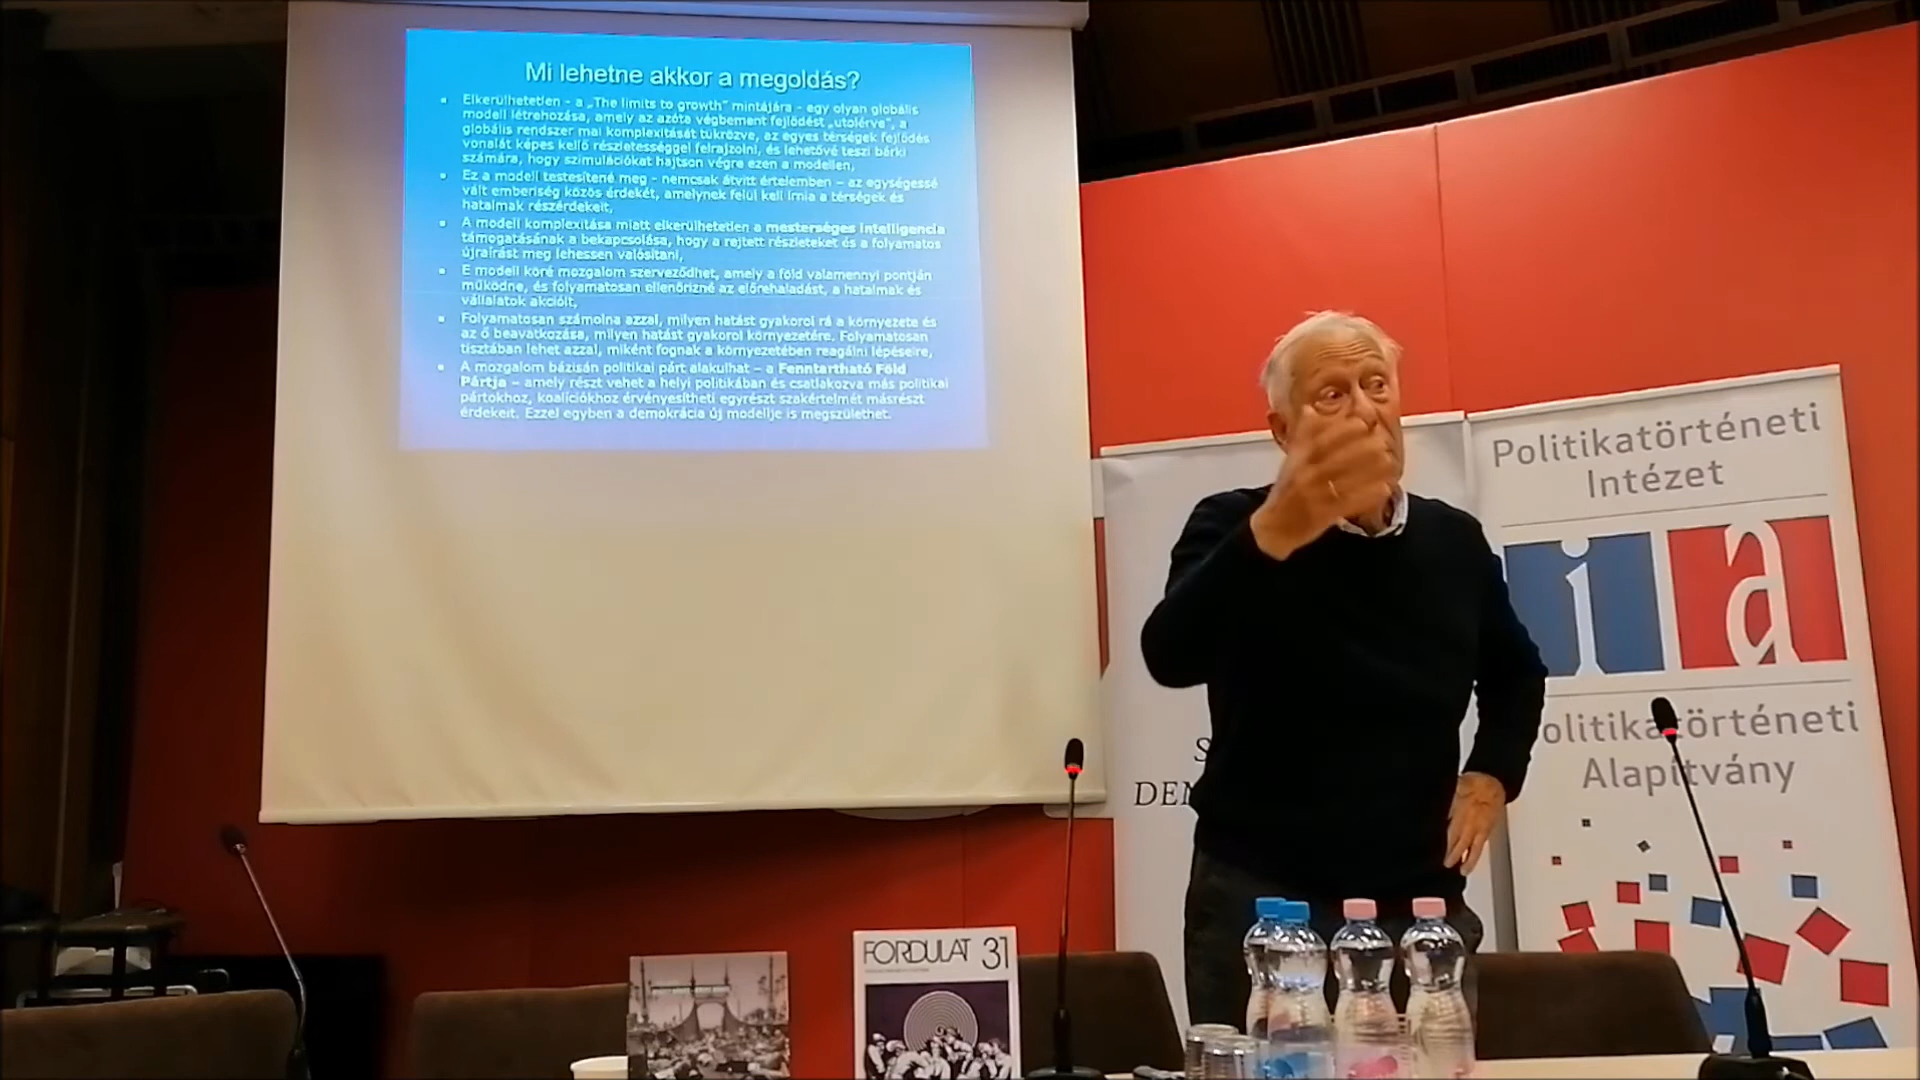 Mi lehetne akkor a megoldás?
Elkerülhetetlen - a „The limits to growth” mintájára - egy olyan globális
modell létrehozása, amely az azóta végbement fejlődést „utolérve”, a
globális rendszer mai komplexitását tükrözve, az egyes térségek fejlődés
vonalát képes kellő részletességgel felrajzolni, és lehetővé teszi bárki
számára, hogy szimulációkat hajtson végre ezen a modellen,
Ez a modell testesítené meg - nemcsak átvitt értelemben – az egységessé
vált emberiség közös érdekét, amelynek felül kell írnia a térségek és
hatalmak részérdekeit,
A modell komplexitása miatt elkerülhetetlen a mesterséges intelligencia
támogatásának a bekapcsolása, hogy a rejtett részleteket és a folyamatos
újraírást meg lehessen valósítani,
E modell köré mozgalom szerveződhet, amely a föld valamennyi pontján
működne, és folyamatosan ellenőrizné az előrehaladást, a hatalmak és
vállalatok akcióit,
Folyamatosan számolna azzal, milyen hatást gyakorol rá a környezete és
az ő beavatkozása, milyen hatást gyakorol környezetére. Folyamatosan
tisztában lehet azzal, miként fognak a környezetében reagálni lépéseire,
A mozgalom bázisán politikai párt alakulhat – a Fenntartható Föld
Pártja – amely részt vehet a helyi politikában és csatlakozva más politikai
pártokhoz, koalíciókhoz érvényesítheti egyrészt szakértelmét másrészt
érdekeit. Ezzel egyben a demokrácia új modellje is megszülethet.
Politikatörténeti
Intézet
i a
olitikatörténeti
Alapítvány
S
DEM
FORDULAT 31